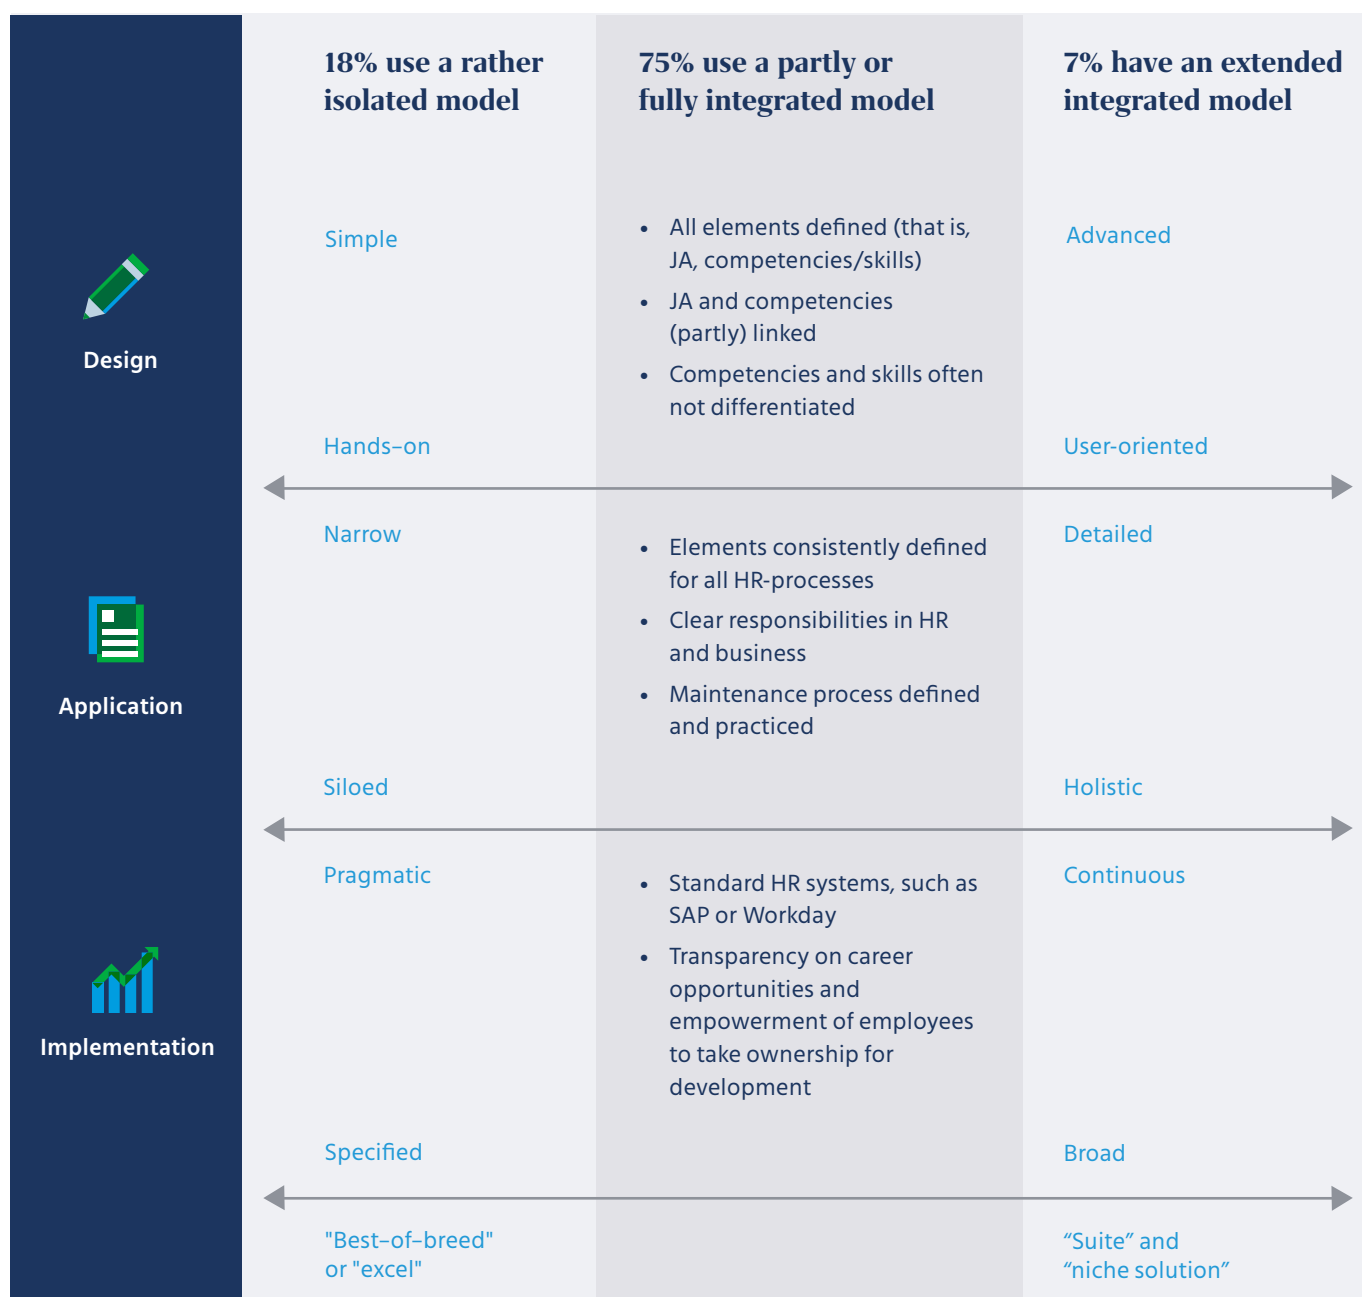 18% use a rather
isolated model
75% use a partly or
fully integrated model
7% have an extended
integrated model
Design
Simple
Hands–on
• All elements defined (that is,
JA, competencies/skills)
• JA and competencies
(partly) linked
• Competencies and skills often
not differentiated
Advanced
User-oriented
Application
Narrow
Siloed
• Elements consistently defined
for all HR-processes
• Clear responsibilities in HR
and business
• Maintenance process defined
and practiced
Detailed
Holistic
Implementation
Pragmatic
Specified
"Best–of–breed"
or "excel"
• Standard HR systems, such as
SAP or Workday
• Transparency on career
opportunities and
empowerment of employees
to take ownership for
development
Continuous
Broad
“Suite” and
“niche solution”